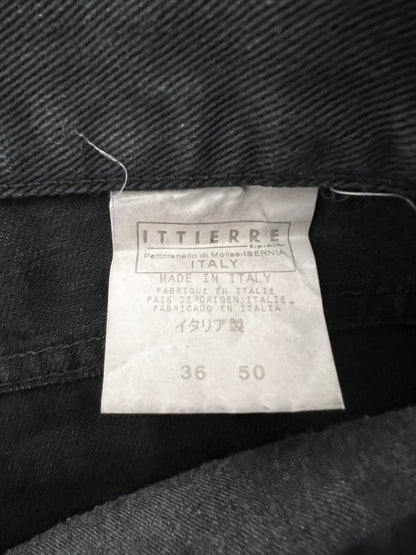 ITTIERRE
S.p.A.
Pettoranello di Molise-ISERNIA
ITALY
MADE IN ITALY
FABRIQUE EN ITALIE
PAIS DE/ORIGEN:ITALIE
FABRICADO EN ITALIA
イタリア製
36 50